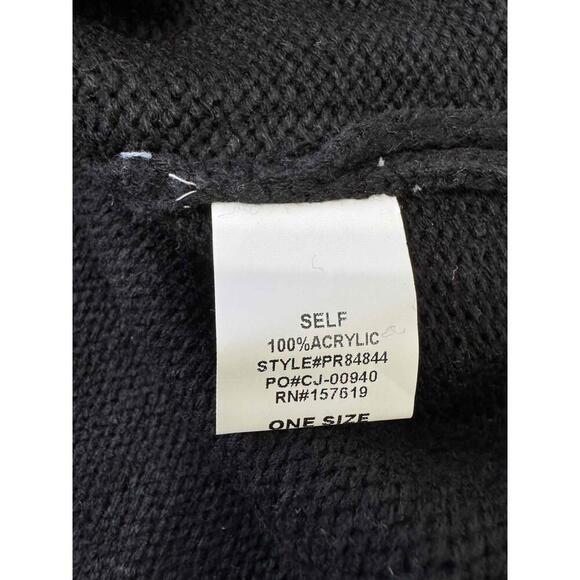 SELF
100%ACRYLIC
STYLE#PR84844
PO#CJ-00940
RN#157619
ONE SIZE